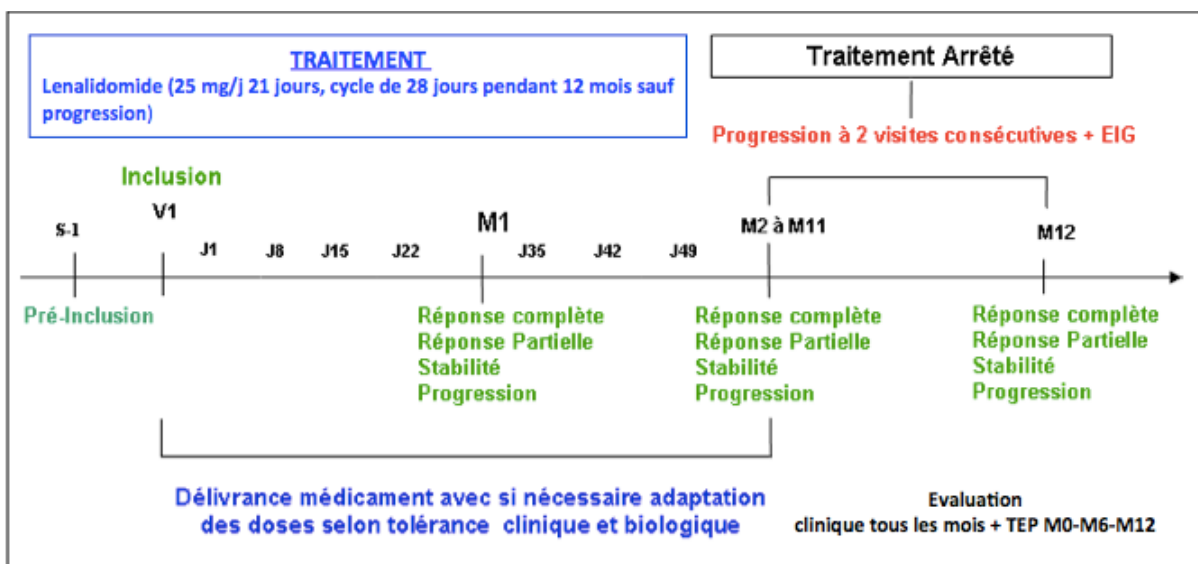 TRAITEMENT
Lenalidomide (25 mg/j 21 jours, cycle de 28 jours pendant 12 mois sauf
progression)
Traitement Arrêté
Progression à 2 visites consécutives + EIG
Inclusion
S-1
V1
J1
J8
J15
J22
M1
J35
J42
J49
M2 à M11
M12
Pré-Inclusion
Réponse complète
Réponse Partielle
Stabilité
Progression
Réponse complète
Réponse Partielle
Stabilité
Progression
Réponse complète
Réponse Partielle
Stabilité
Progression
Délivrance médicament avec si nécessaire adaptation
des doses selon tolérance clinique et biologique
Evaluation
clinique tous les mois + TEP M0-M6-M12